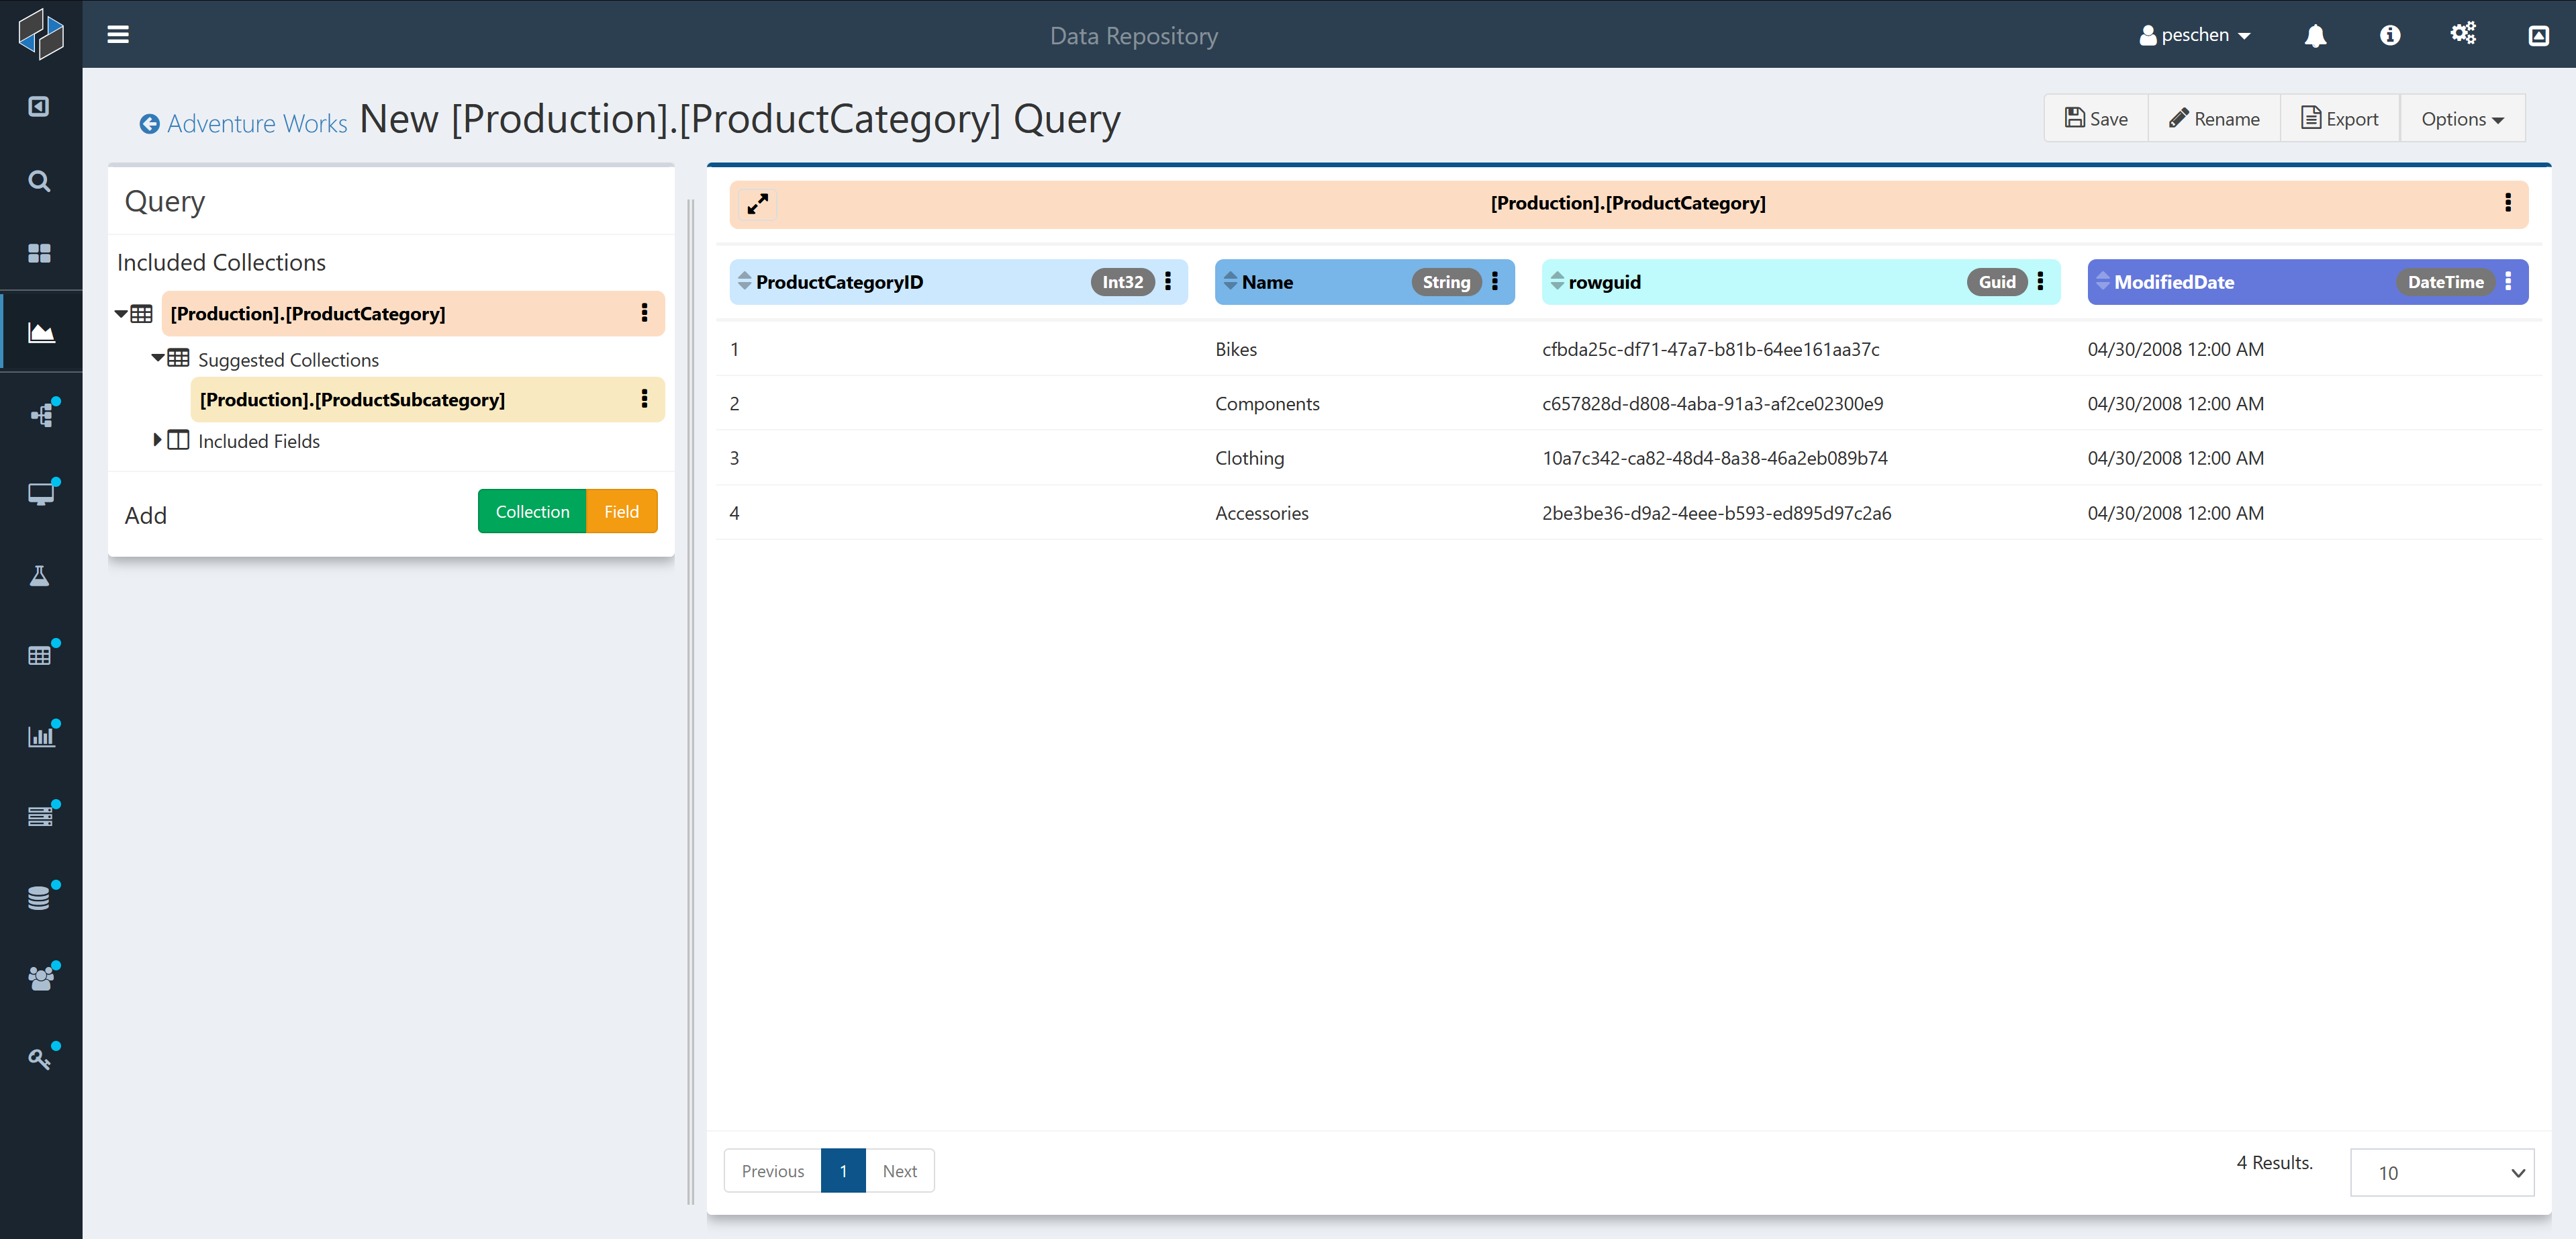 Data Repository
peschen
Adventure Works New [Production].[ProductCategory] Query
Save Rename Export Options
Query
Included Collections
[Production].[ProductCategory]
Suggested Collections
[Production].[ProductSubcategory]
Included Fields
Add Collection Field
[Production].[ProductCategory]
ProductCategoryID Int32 Name String rowguid Guid ModifiedDate DateTime
1 Bikes cfbda25c-df71-47a7-b81b-64ee161aa37c 04/30/2008 12:00 AM
2 Components c657828d-d808-4aba-91a3-af2ce02300e9 04/30/2008 12:00 AM
3 Clothing 10a7c342-ca82-48d4-8a38-46a2eb089b74 04/30/2008 12:00 AM
4 Accessories 2be3be36-d9a2-4eee-b593-ed895d97c2a6 04/30/2008 12:00 AM
Previous 1 Next
4 Results. 10